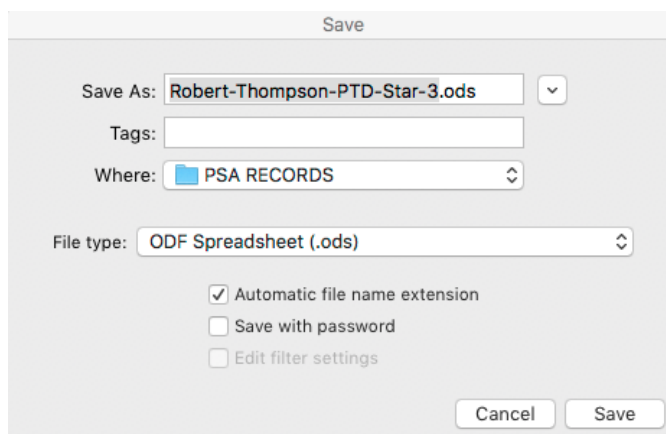 Save
Save As: Robert-Thompson-PTD-Star-3.ods
Tags:
Where: PSA RECORDS
File type: ODF Spreadsheet (.ods)
Automatic file name extension
Save with password
Edit filter settings
Cancel Save